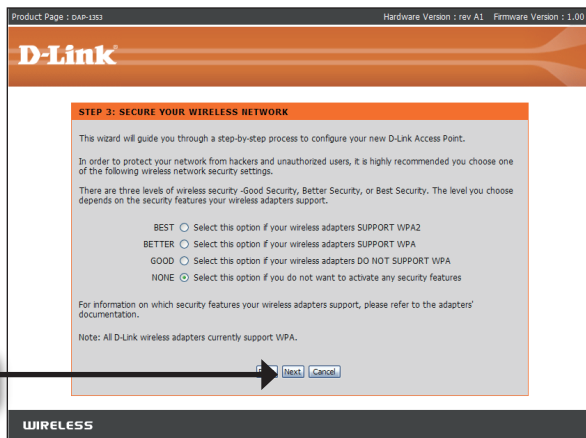 Product Page : DAP-1353 Hardware Version : rev A1 Firmware Version : 1.00
D-Link
STEP 3: SECURE YOUR WIRELESS NETWORK
This wizard will guide you through a step-by-step process to configure your new D-Link Access Point.
In order to protect your network from hackers and unauthorized users, it is highly recommended you choose one
of the following wireless network security settings.
There are three levels of wireless security -Good Security, Better Security, or Best Security. The level you choose
depends on the security features your wireless adapters support.
BEST Select this option if your wireless adapters SUPPORT WPA2
BETTER Select this option if your wireless adapters SUPPORT WPA
GOOD Select this option if your wireless adapters DO NOT SUPPORT WPA
NONE Select this option if you do not want to activate any security features
For information on which security features your wireless adapters support, please refer to the adapters'
documentation.
Note: All D-Link wireless adapters currently support WPA.
Next Cancel
WIRELESS